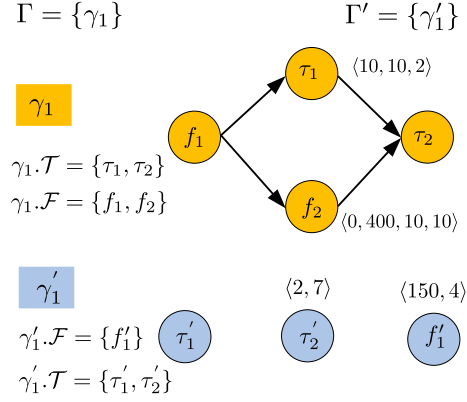 Γ = {γ₁} Γ′ = {γ′₁}
τ₁ ⟨10, 10, 2⟩
γ₁
f₁ τ₂
γ₁.𝒯 = {τ₁, τ₂}
γ₁.ℱ = {f₁, f₂}
f₂ ⟨0, 400, 10, 10⟩
γ′₁ ⟨2, 7⟩ ⟨150, 4⟩
γ′₁.ℱ = {f′₁} τ′₁ τ′₂ f′₁
γ′₁.𝒯 = {τ′₁, τ′₂}